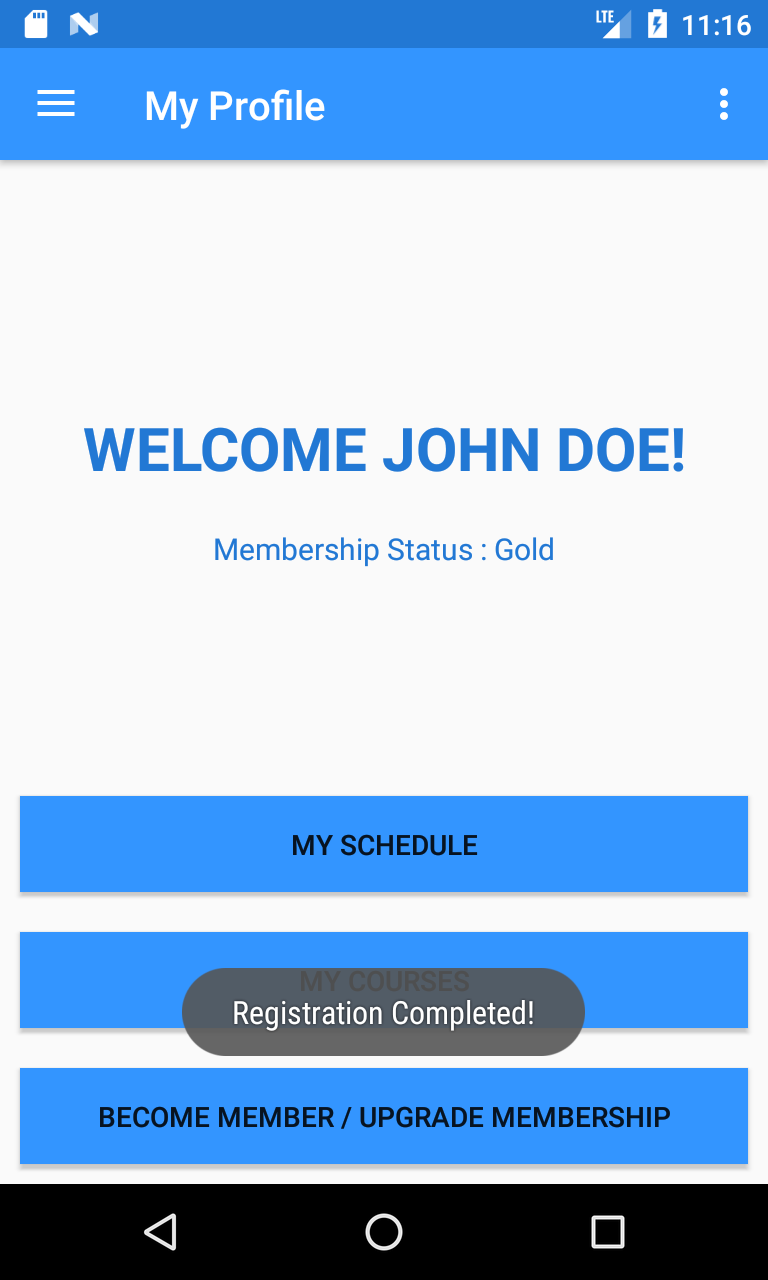 LTE 11:16
My Profile
WELCOME JOHN DOE!
Membership Status : Gold
MY SCHEDULE
MY COURSES
Registration Completed!
BECOME MEMBER / UPGRADE MEMBERSHIP